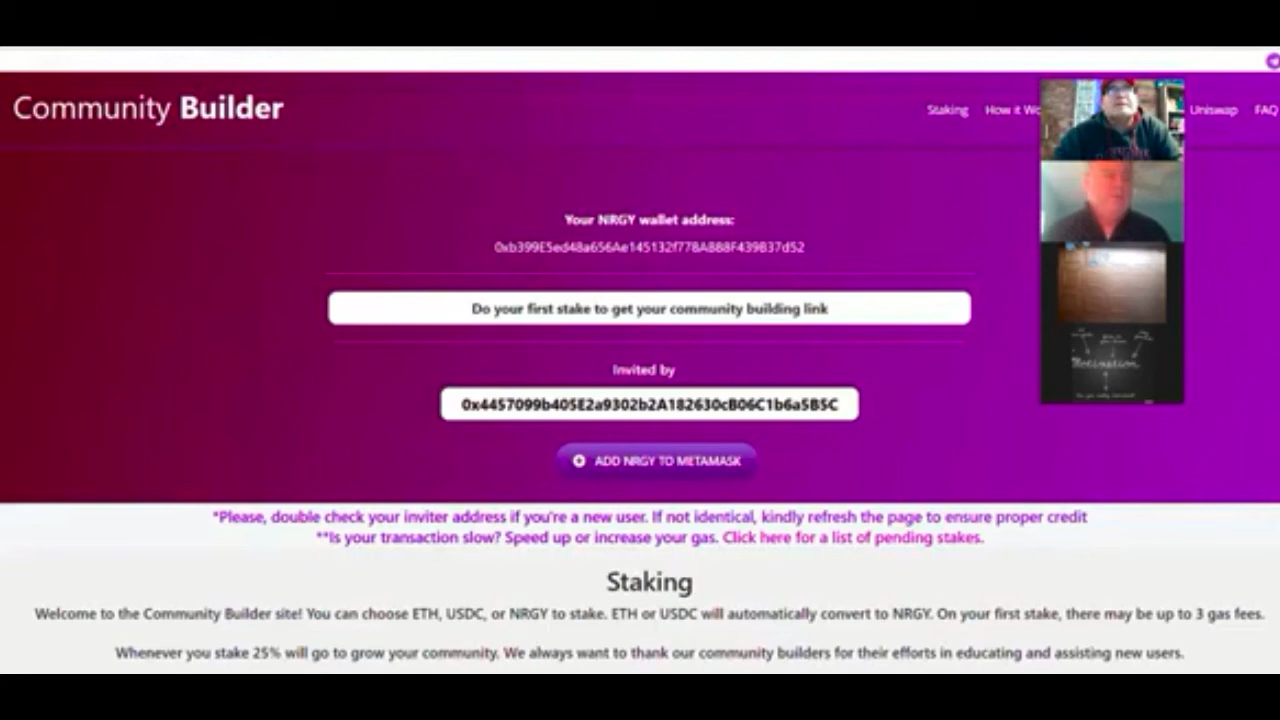 Community Builder
Staking How it Uniswap FAQ
Your NRGY wallet address:
0xb399E5ed48a656Ae145132f778A888F439B37d52
Do your first stake to get your community building link
Invited by
0x4457099b405E2a9302b2A182630cB06C1b6a5B5C
ADD NRGY TO METAMASK
*Please, double check your inviter address if you're a new user. If not identical, kindly refresh the page to ensure proper credit
**Is your transaction slow? Speed up or increase your gas. Click here for a list of pending stakes.
Staking
Welcome to the Community Builder site! You can choose ETH, USDC, or NRGY to stake. ETH or USDC will automatically convert to NRGY. On your first stake, there may be up to 3 gas fees.
Whenever you stake 25% will go to grow your community. We always want to thank our community builders for their efforts in educating and assisting new users.